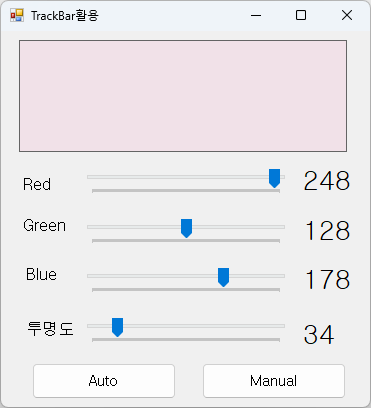 TrackBar활용
Red 248
Green 128
Blue 178
투명도 34
Auto Manual